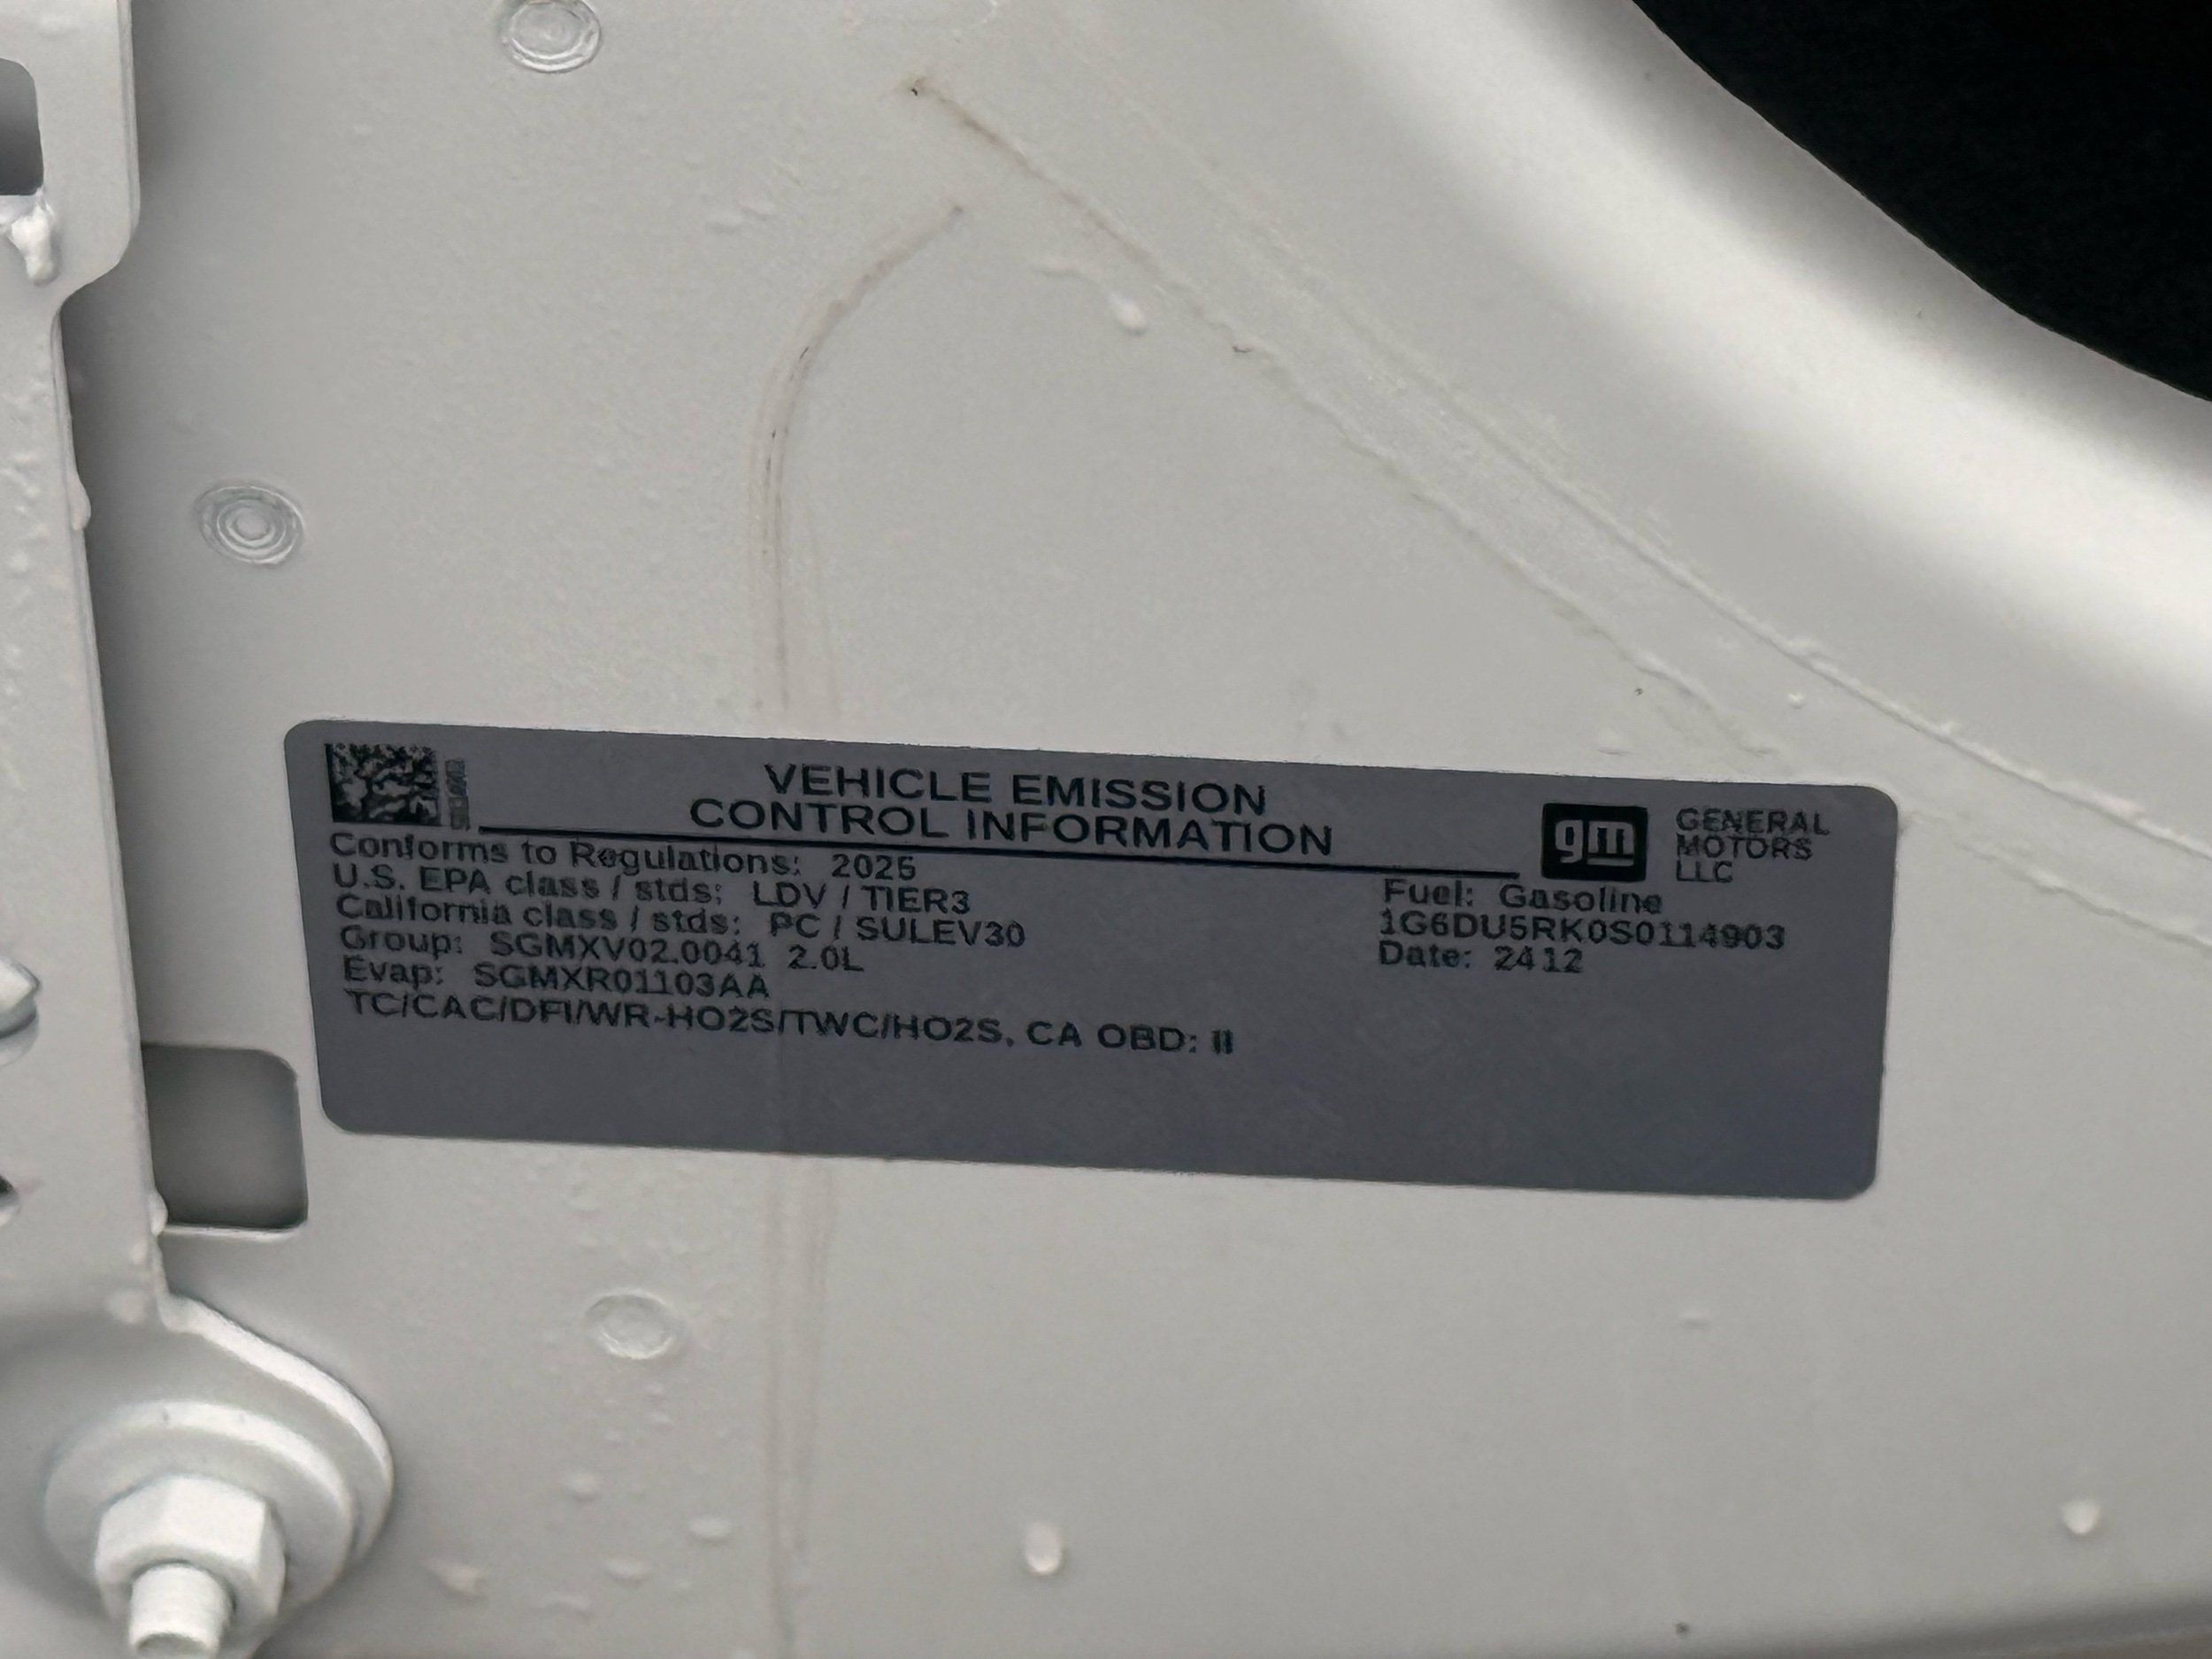 VEHICLE EMISSION
CONTROL INFORMATION
gm GENERAL
MOTORS
LLC
Conforms to Regulations: 2025
U.S. EPA class / stds: LDV / TIER3
California class / stds: PC / SULEV30
Group: SGMXV02.0041 2.0L
Evap: SGMXR01103AA
TC/CAC/DFI/WR-HO2S/TWC/HO2S, CA OBD: II
Fuel: Gasoline
1G6DU5RK0S0114903
Date: 2412